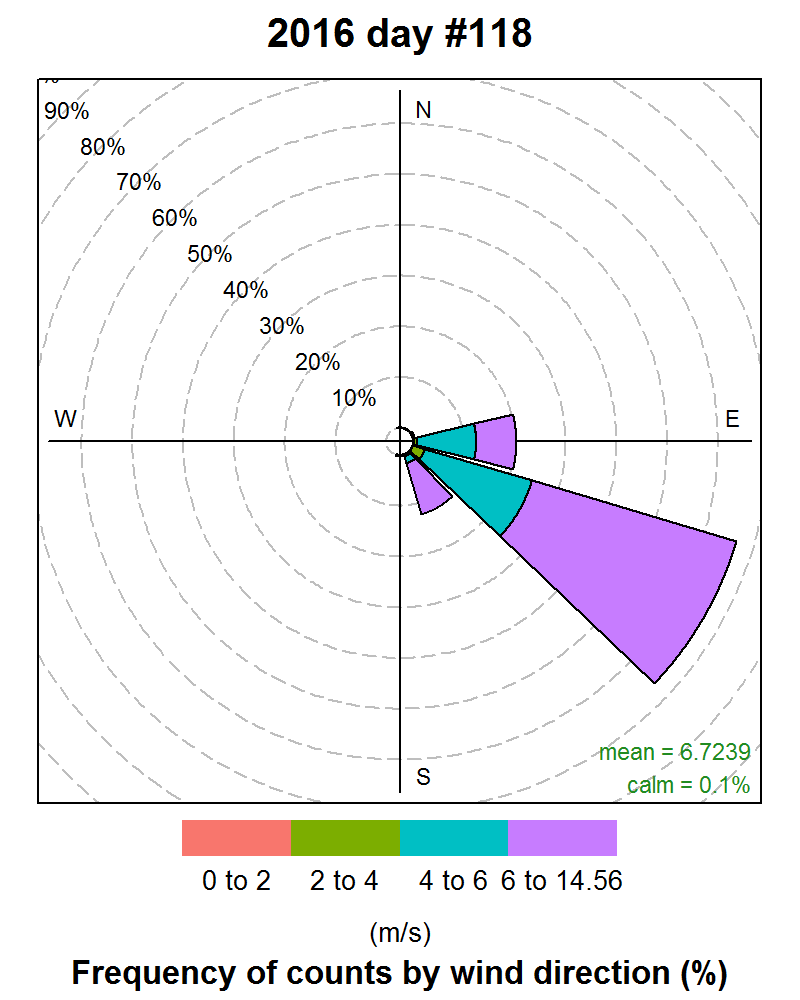 2016 day #118
%
90%
80%
70%
60%
50%
40%
30%
20%
10%
N
W
E
S
mean = 6.7239
calm = 0.1%
0 to 2 2 to 4 4 to 6 6 to 14.56
(m/s)
Frequency of counts by wind direction (%)